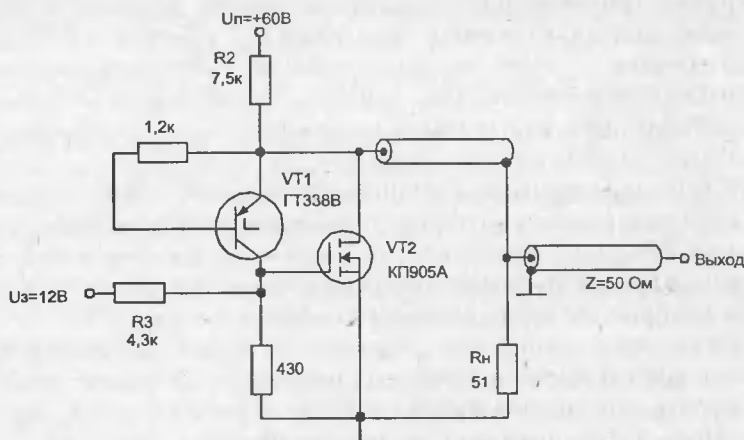 Uп=+60В
R2
7,5к
1,2к
VT1
ГТ338В
VT2
КП905А
Uз=12В
R3
4,3к
430
Rн
51
Z=50 Ом
Выход